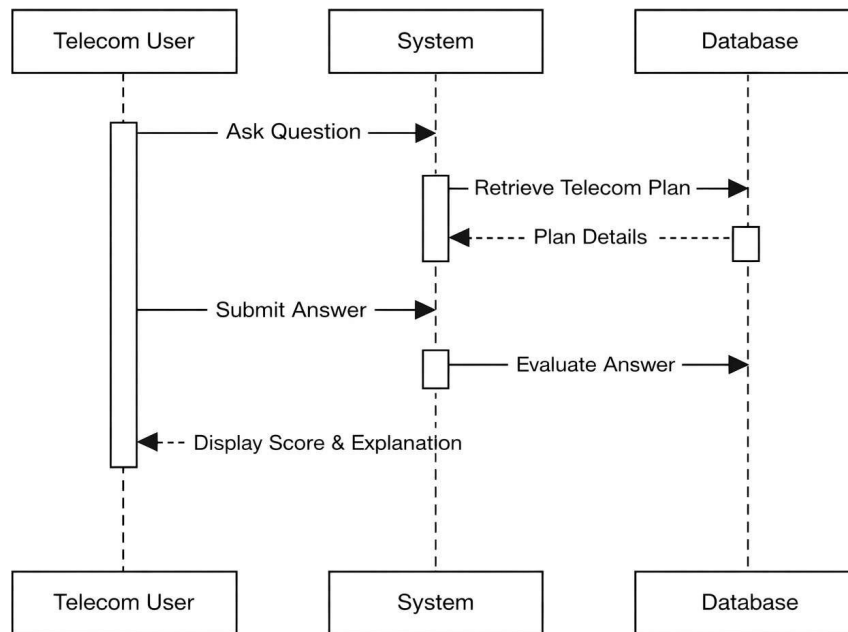 Telecom User
System
Database
Ask Question
Retrieve Telecom Plan
Plan Details
Submit Answer
Evaluate Answer
Display Score & Explanation
Telecom User
System
Database